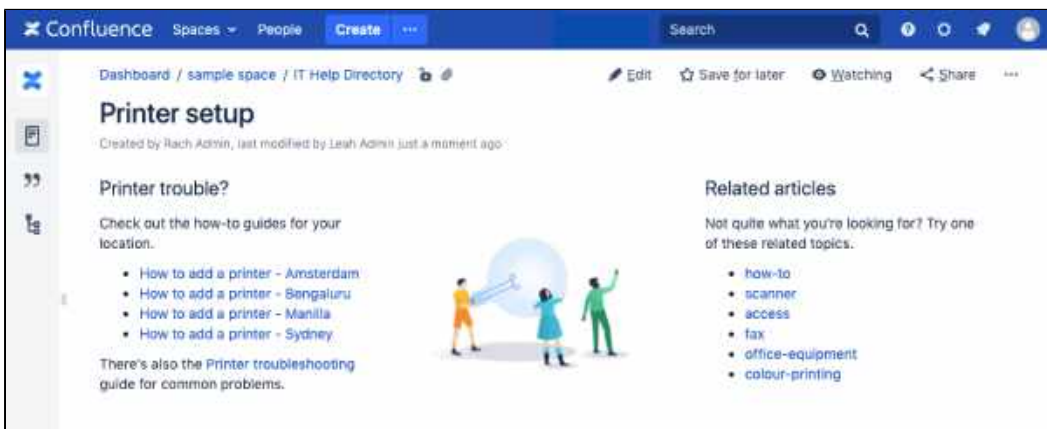 Confluence Spaces People Create ··· Search
Dashboard / sample space / IT Help Directory Edit Save for later Watching Share ···
Printer setup
Created by Rach Admin, last modified by Leah Admin just a moment ago
Printer trouble?
Check out the how-to guides for your
location.
• How to add a printer - Amsterdam
• How to add a printer - Bengaluru
• How to add a printer - Manilla
• How to add a printer - Sydney
There's also the Printer troubleshooting
guide for common problems.
Related articles
Not quite what you're looking for? Try one
of these related topics.
• how-to
• scanner
• access
• fax
• office-equipment
• colour-printing